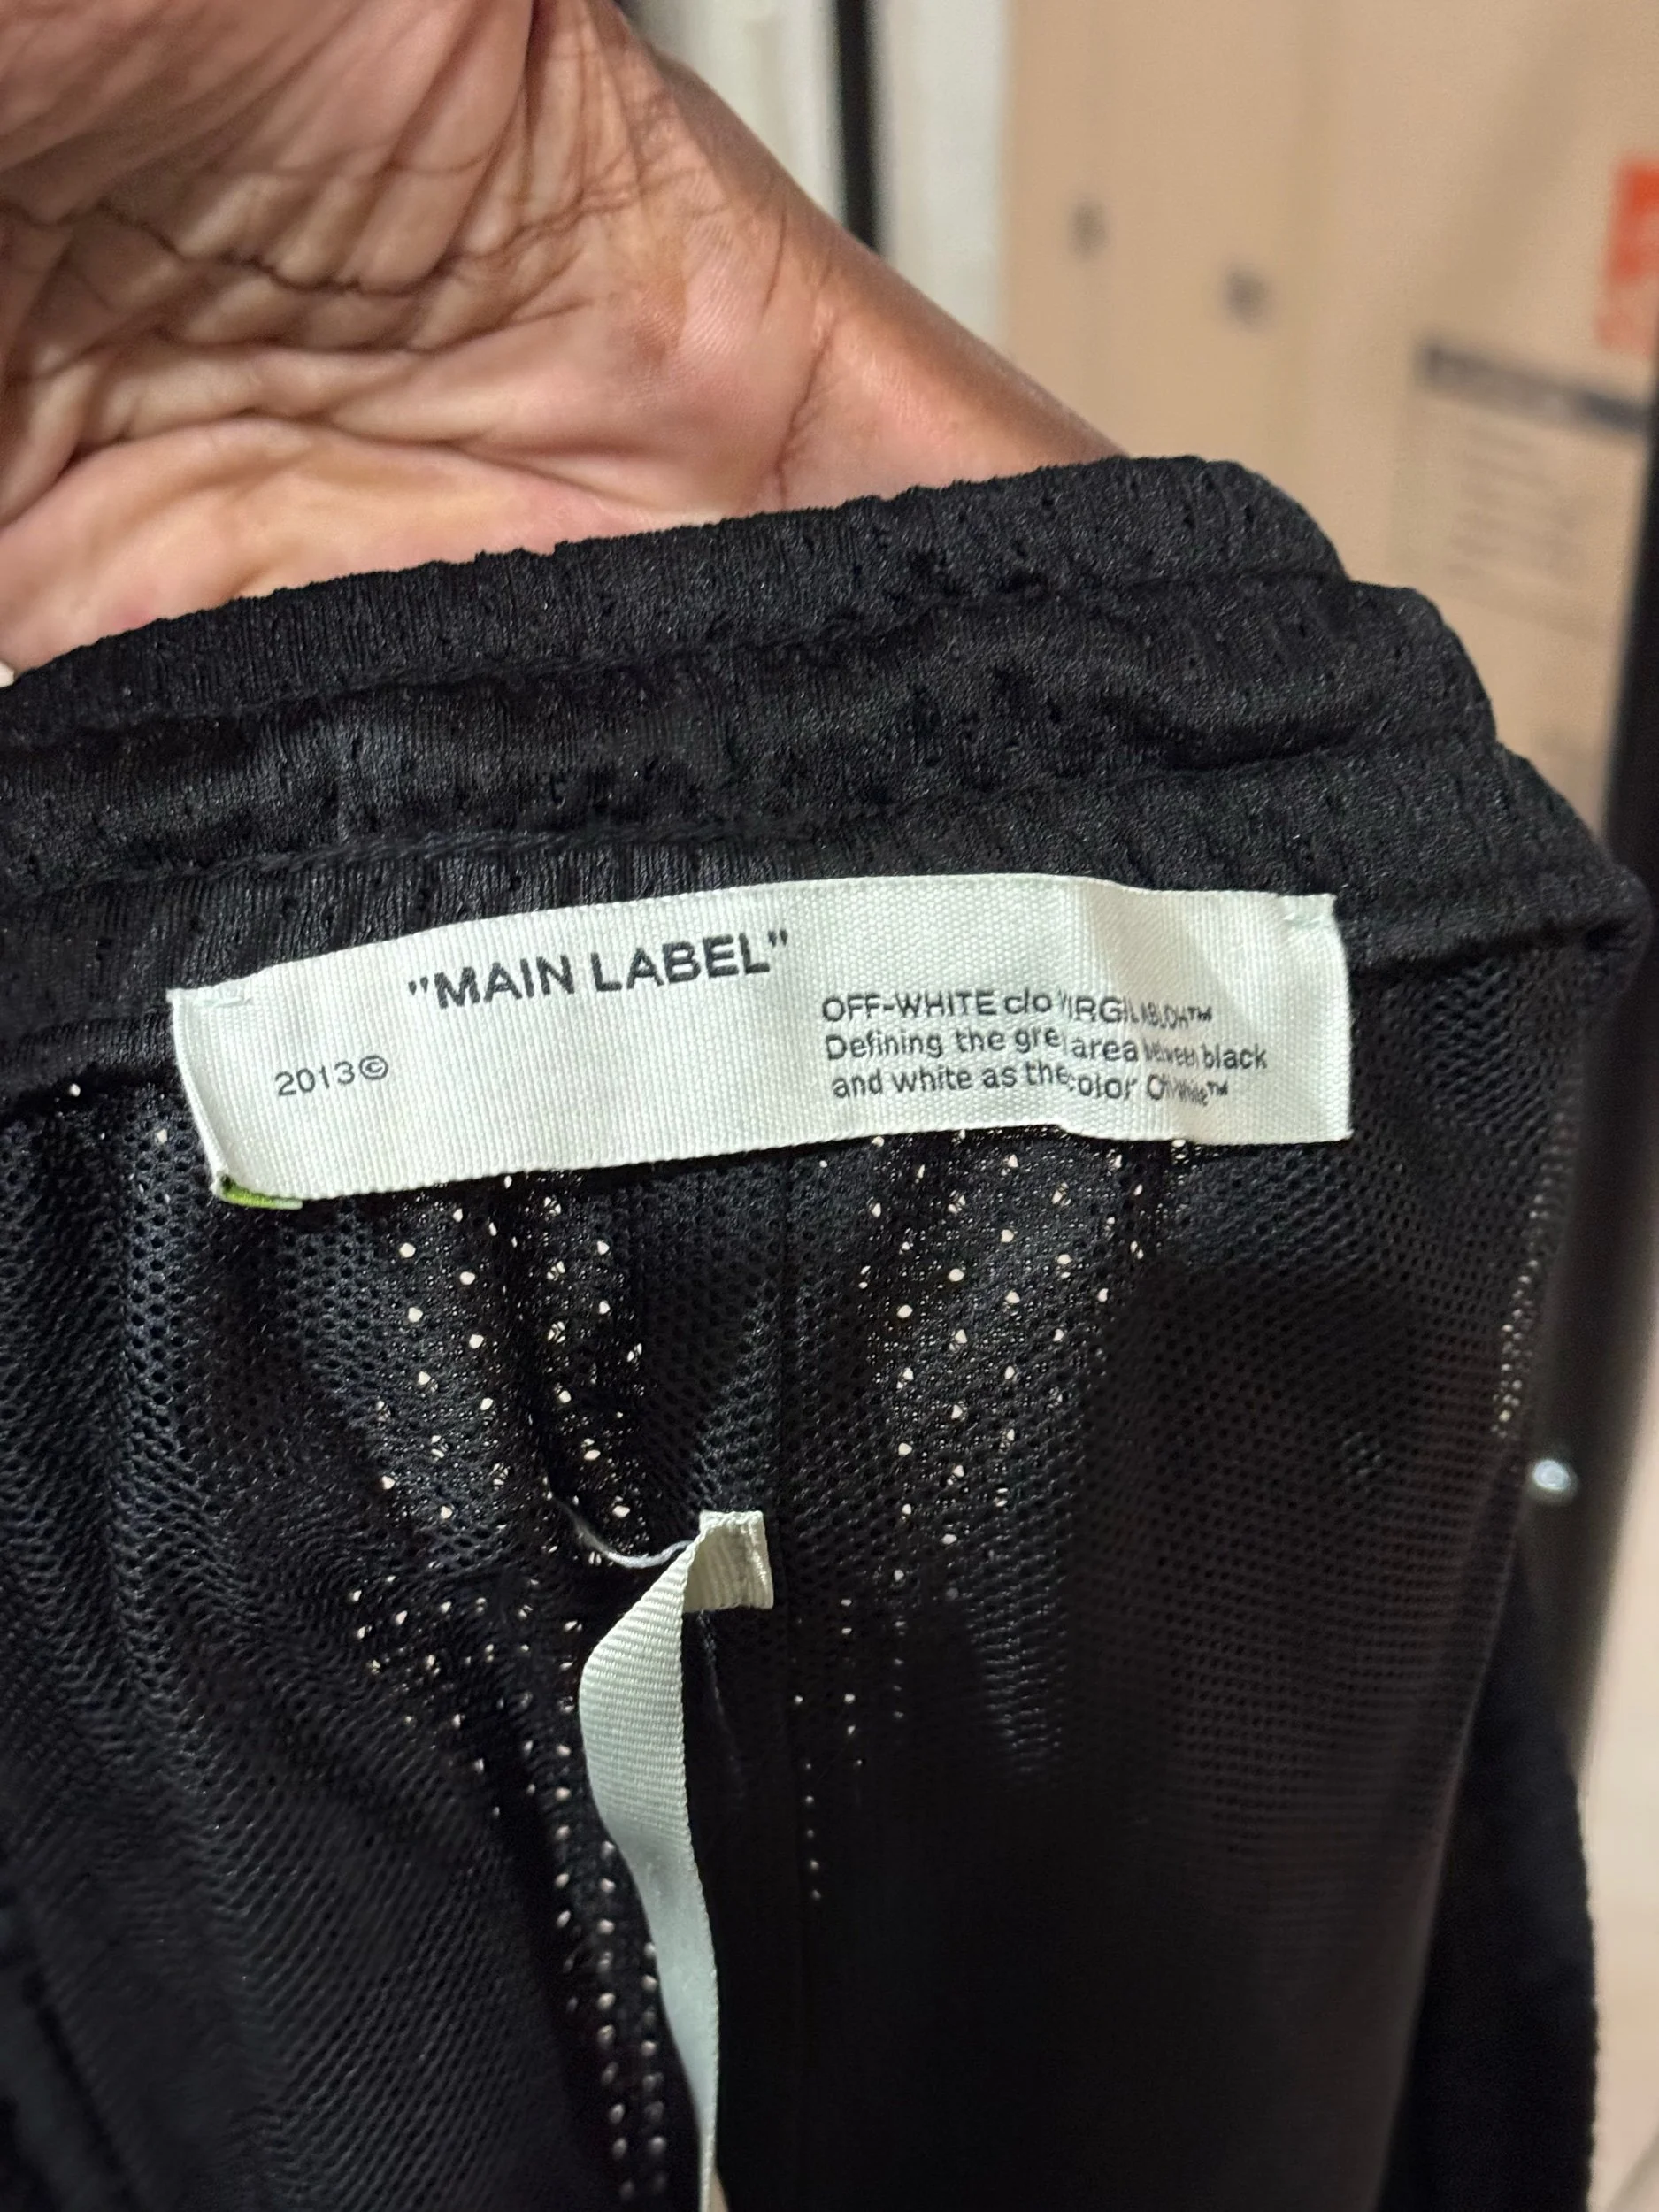 "MAIN LABEL"
2013©
OFF-WHITE c/o VIRGIL ABLOH™
Defining the grey area between black
and white as the color Off-White™